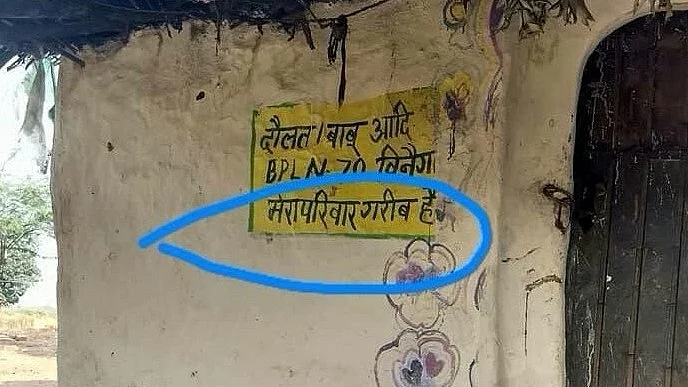 दौलत/बाबू आदि
BPL N. 70 विनैगा
मेरा परिवार गरीब है